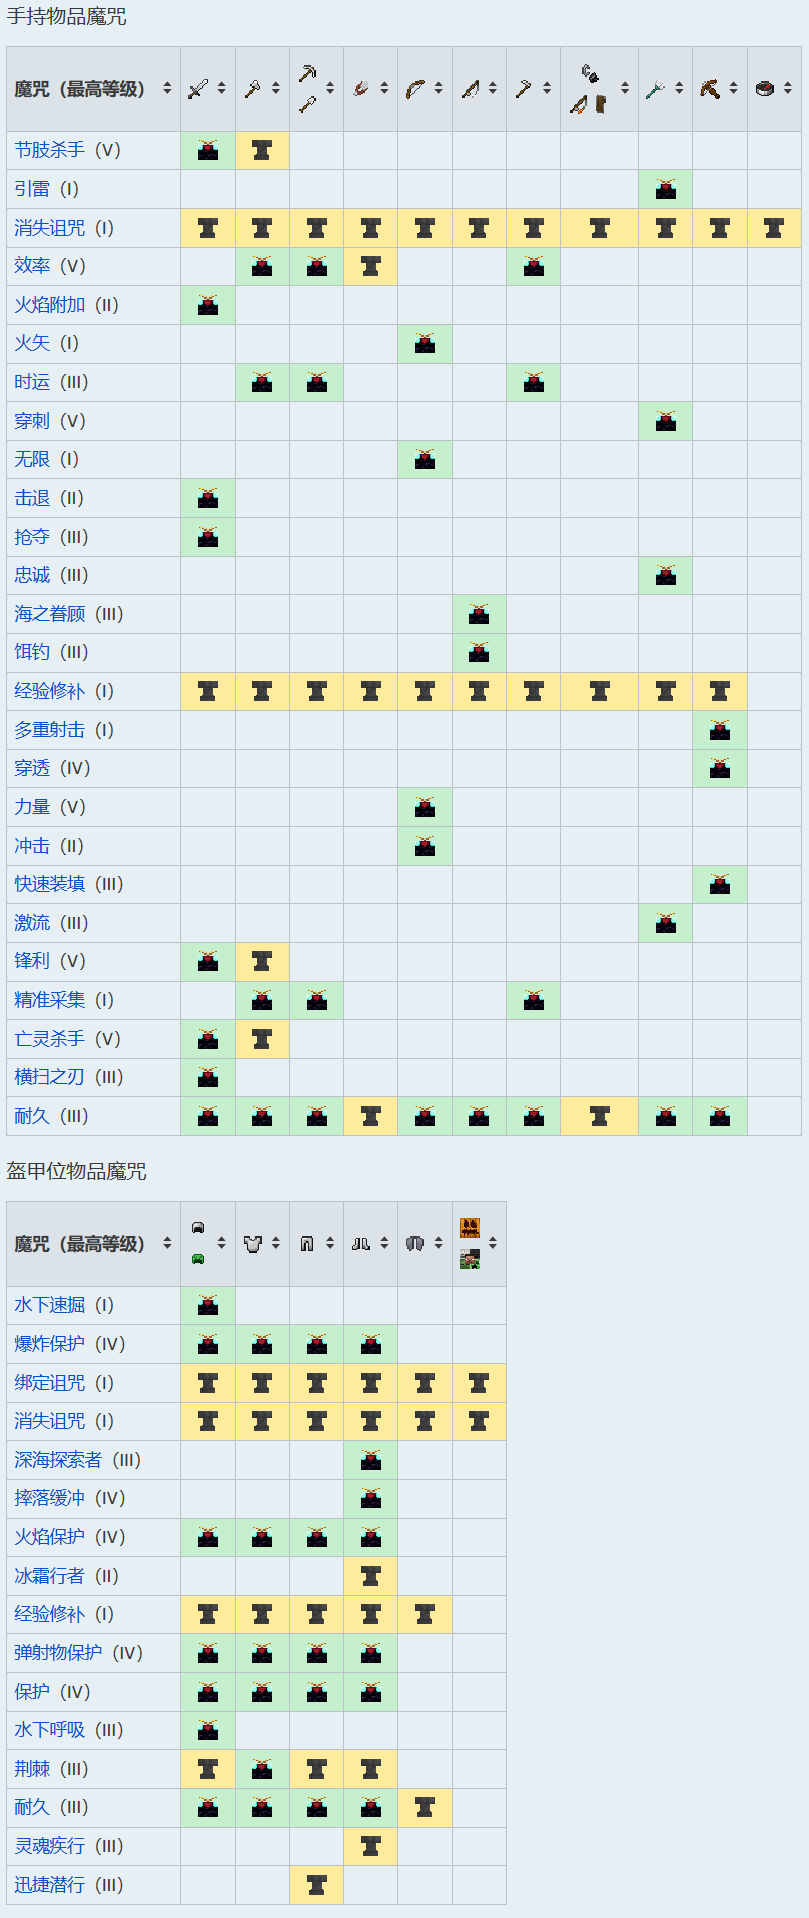 手持物品魔咒
魔咒（最高等级）
节肢杀手（V）
引雷（I）
消失诅咒（I）
效率（V）
火焰附加（II）
火矢（I）
时运（III）
穿刺（V）
无限（I）
击退（II）
抢夺（III）
忠诚（III）
海之眷顾（III）
饵钓（III）
经验修补（I）
多重射击（I）
穿透（IV）
力量（V）
冲击（II）
快速装填（III）
激流（III）
锋利（V）
精准采集（I）
亡灵杀手（V）
横扫之刃（III）
耐久（III）
盔甲位物品魔咒
魔咒（最高等级）
水下速掘（I）
爆炸保护（IV）
绑定诅咒（I）
消失诅咒（I）
深海探索者（III）
摔落缓冲（IV）
火焰保护（IV）
冰霜行者（II）
经验修补（I）
弹射物保护（IV）
保护（IV）
水下呼吸（III）
荆棘（III）
耐久（III）
灵魂疾行（III）
迅捷潜行（III）